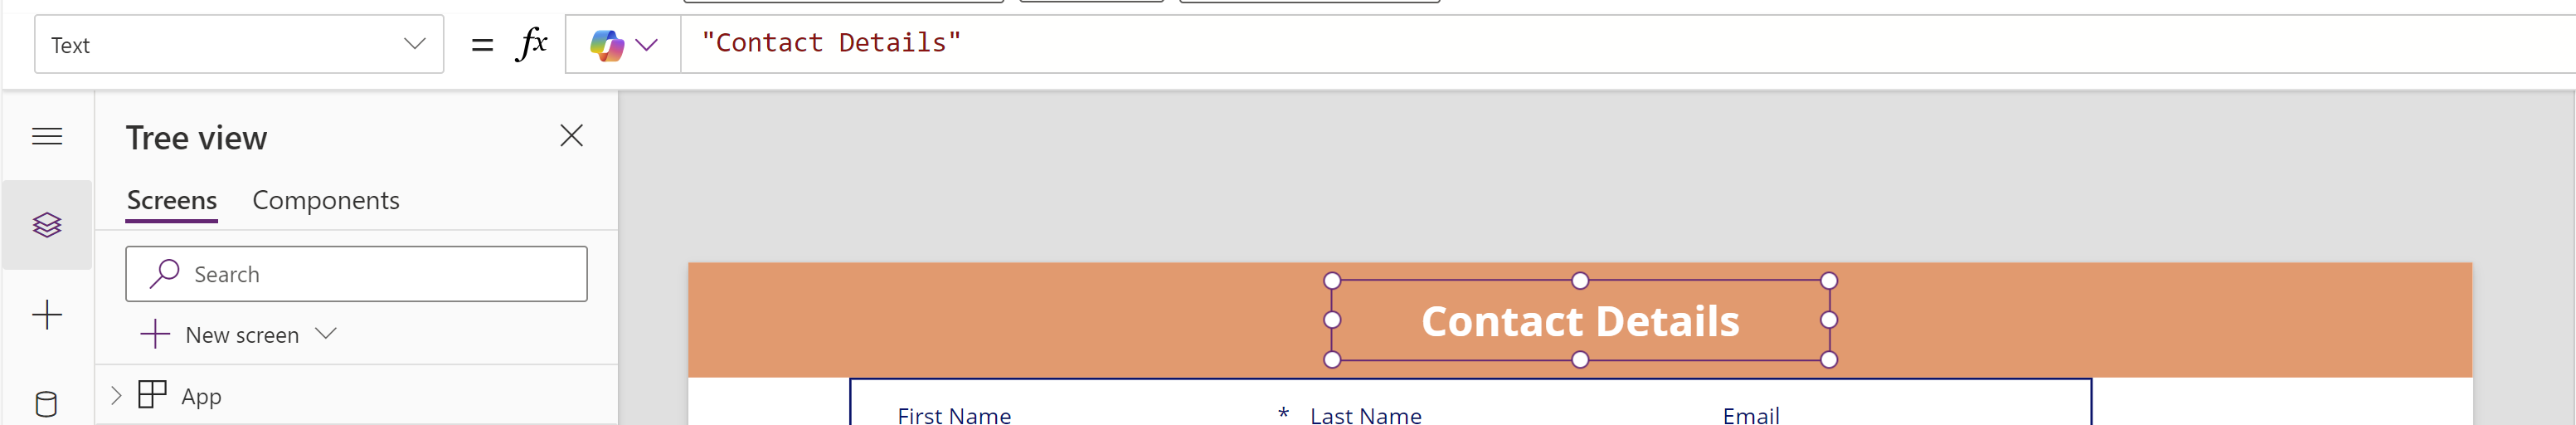 Text
= fx
"Contact Details"
Tree view
Screens Components
Search
New screen
App
Contact Details
First Name * Last Name Email